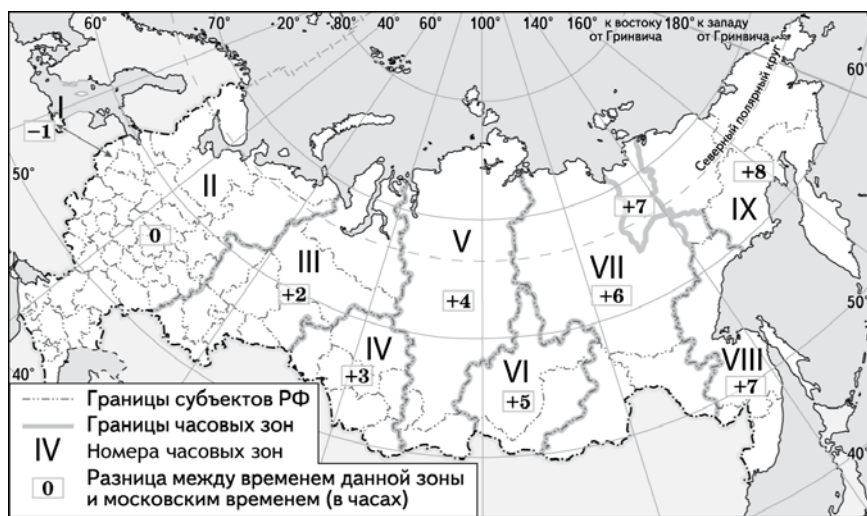 60° 20° 80° 40° 60° 100° 140° 160° к востоку от Гринвича 180° к западу от Гринвича
60°
Северный полярный круг
I
−1
60°
50°
II
+8
+7
IX
0
V
III
VII
+2
+4
+6
50°
IV
VI
VIII
40°
+3
+5
+7
40°
Границы субъектов РФ
Границы часовых зон
IV Номера часовых зон
0 Разница между временем данной зоны
и московским временем (в часах)